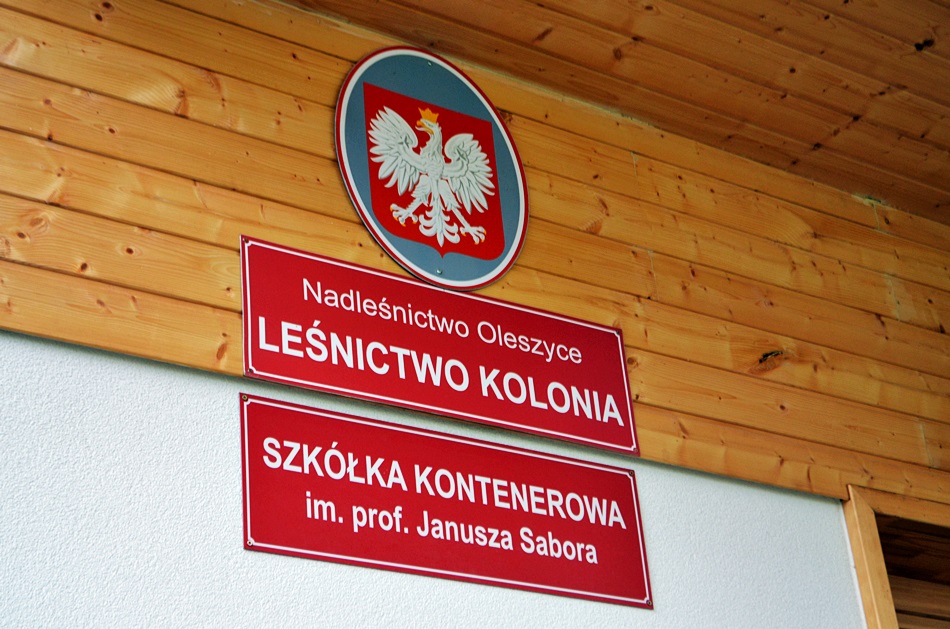 Nadleśnictwo Oleszyce
LEŚNICTWO KOLONIA
SZKÓŁKA KONTENEROWA
im. prof. Janusza Sabora